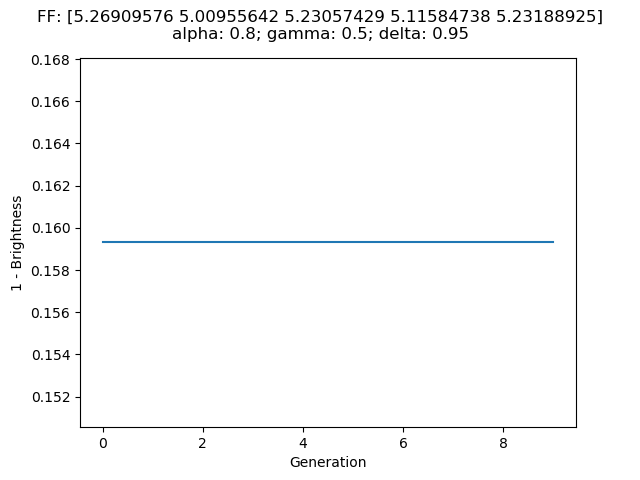 FF: [5.26909576 5.00955642 5.23057429 5.11584738 5.23188925]
alpha: 0.8; gamma: 0.5; delta: 0.95
0.168
0.166
0.164
0.162
0.160
0.158
0.156
0.154
0.152
1 - Brightness
0 2 4 6 8
Generation